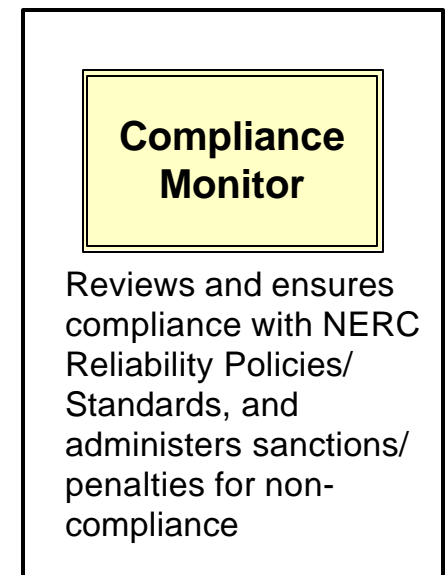 Compliance
Monitor
Reviews and ensures
compliance with NERC
Reliability Policies/
Standards, and
administers sanctions/
penalties for non-
compliance